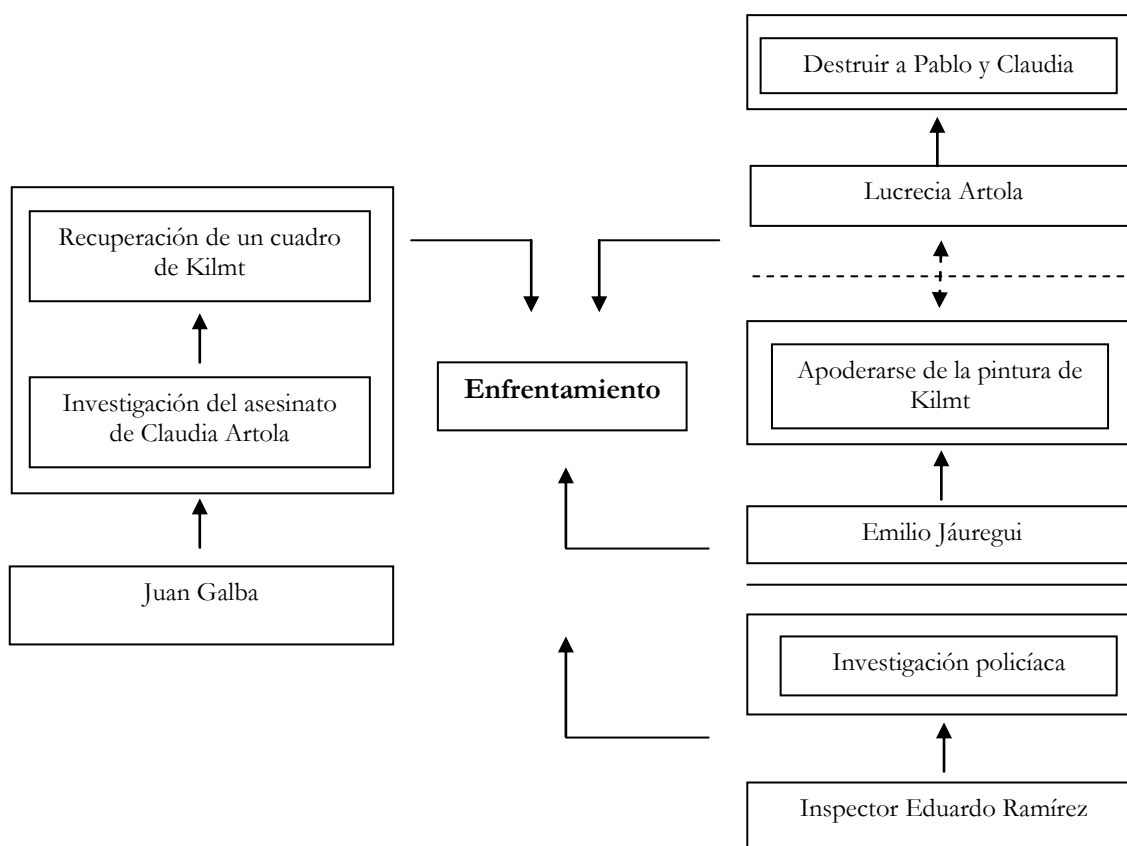 Destruir a Pablo y Claudia
Lucrecia Artola
Recuperación de un cuadro
de Kilmt
Investigación del asesinato
de Claudia Artola
Juan Galba
Enfrentamiento
Apoderarse de la pintura de
Kilmt
Emilio Jáuregui
Investigación policíaca
Inspector Eduardo Ramírez